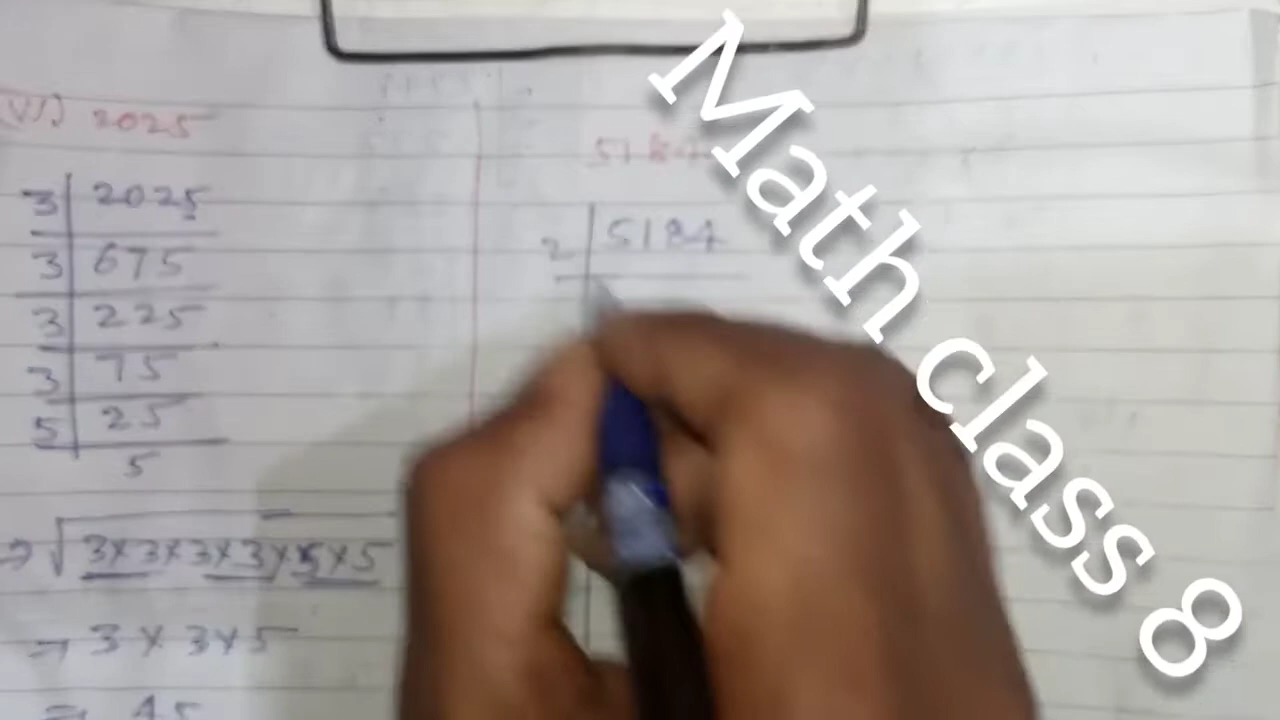 (VI) 2025
3 | 2025
3 | 675
3 | 225
3 | 75
5 | 25
5
⇒ √3×3×3×3×5×5
⇒ 3×3×5
⇒ 45
5184
2 | 5184
Math class 8